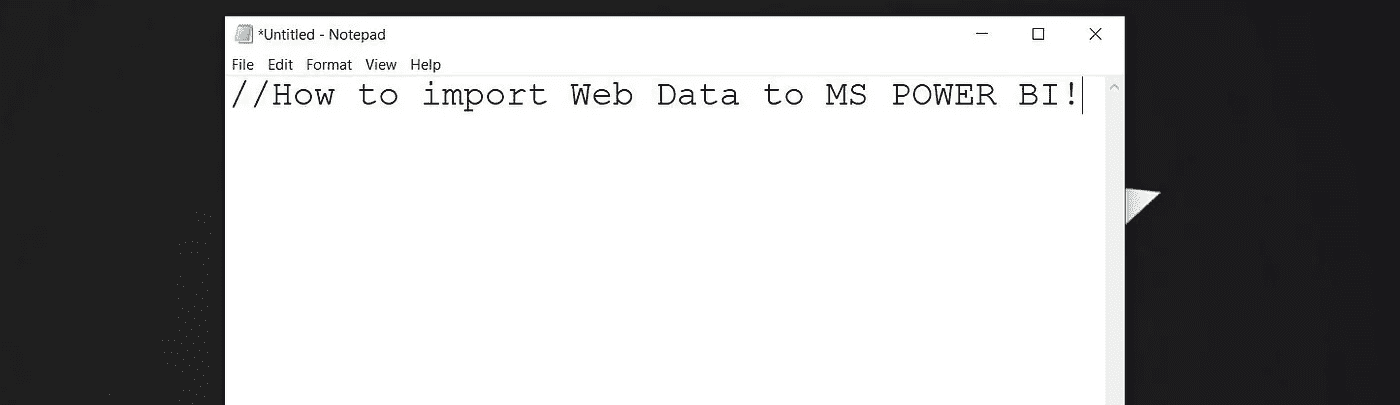 *Untitled - Notepad
File Edit Format View Help
//How to import Web Data to MS POWER BI!